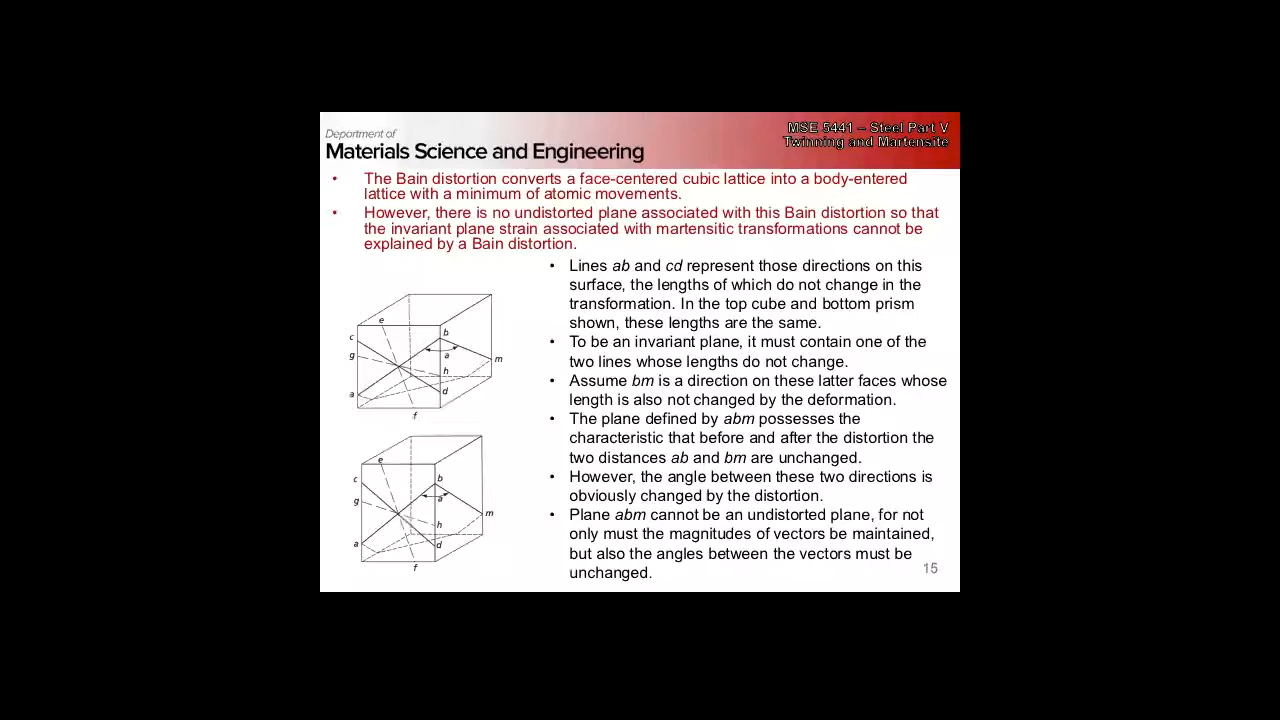 Department of
Materials Science and Engineering
MSE 5441 – Steel Part V
Twinning and Martensite
• The Bain distortion converts a face-centered cubic lattice into a body-entered
lattice with a minimum of atomic movements.
• However, there is no undistorted plane associated with this Bain distortion so that
the invariant plane strain associated with martensitic transformations cannot be
explained by a Bain distortion.
• Lines ab and cd represent those directions on this
surface, the lengths of which do not change in the
transformation. In the top cube and bottom prism
shown, these lengths are the same.
• To be an invariant plane, it must contain one of the
two lines whose lengths do not change.
• Assume bm is a direction on these latter faces whose
length is also not changed by the deformation.
• The plane defined by abm possesses the
characteristic that before and after the distortion the
two distances ab and bm are unchanged.
• However, the angle between these two directions is
obviously changed by the distortion.
• Plane abm cannot be an undistorted plane, for not
only must the magnitudes of vectors be maintained,
but also the angles between the vectors must be
unchanged.
e
c
b
g
a
m
h
a
d
f
e
c
b
g
a
m
h
a
d
f
15